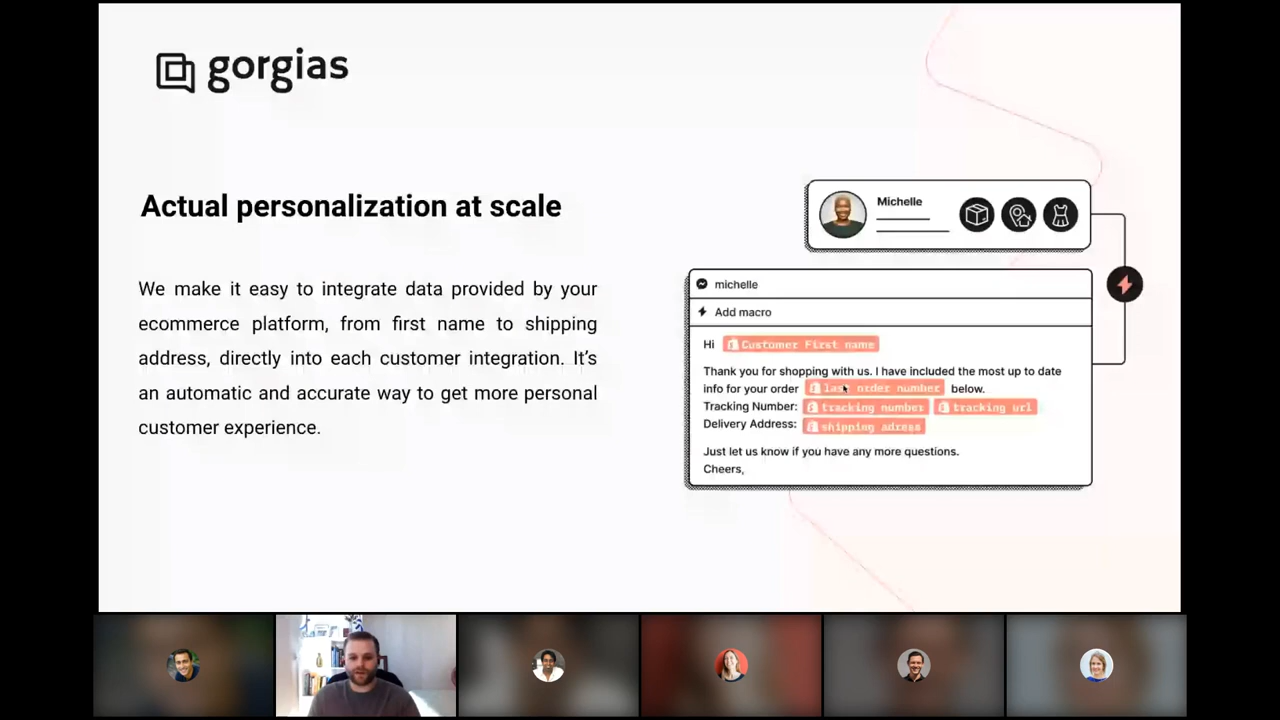 gorgias
Actual personalization at scale
We make it easy to integrate data provided by your
ecommerce platform, from first name to shipping
address, directly into each customer integration. It's
an automatic and accurate way to get more personal
customer experience.
Michelle
michelle
Add macro
Hi Customer First name
Thank you for shopping with us. I have included the most up to date
info for your order last order number below.
Tracking Number: tracking number tracking url
Delivery Address: shipping adress
Just let us know if you have any more questions.
Cheers,